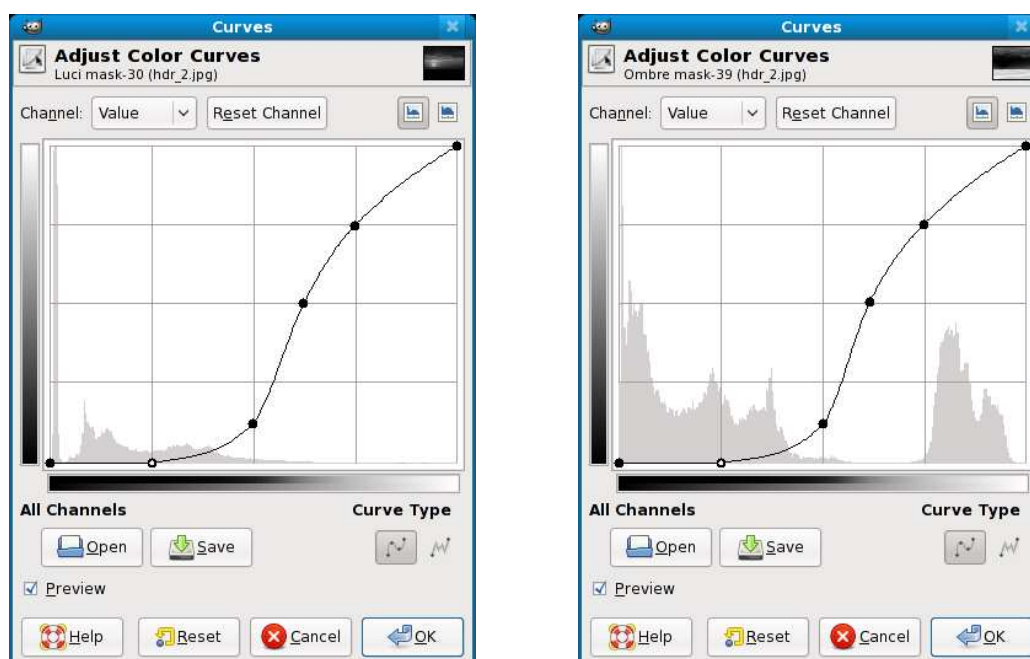 Curves
Adjust Color Curves
Luci mask-30 (hdr_2.jpg)
Channel: Value Reset Channel
All Channels Curve Type
Open Save
Preview
Help Reset Cancel OK
Curves
Adjust Color Curves
Ombre mask-39 (hdr_2.jpg)
Channel: Value Reset Channel
All Channels Curve Type
Open Save
Preview
Help Reset Cancel OK